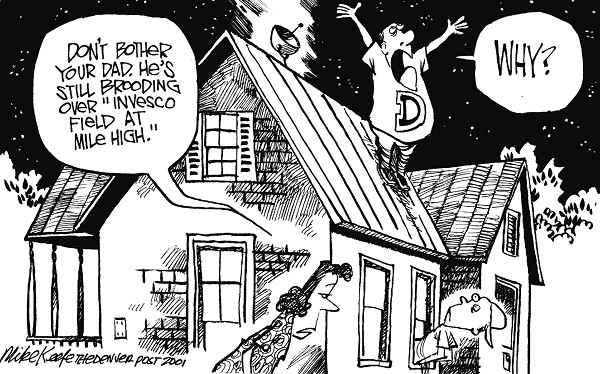 DON'T BOTHER
YOUR DAD. HE'S
STILL BROODING
OVER "INVESCO
FIELD AT
MILE HIGH."
WHY?
D
Mike Keefe THE DENVER POST 2001